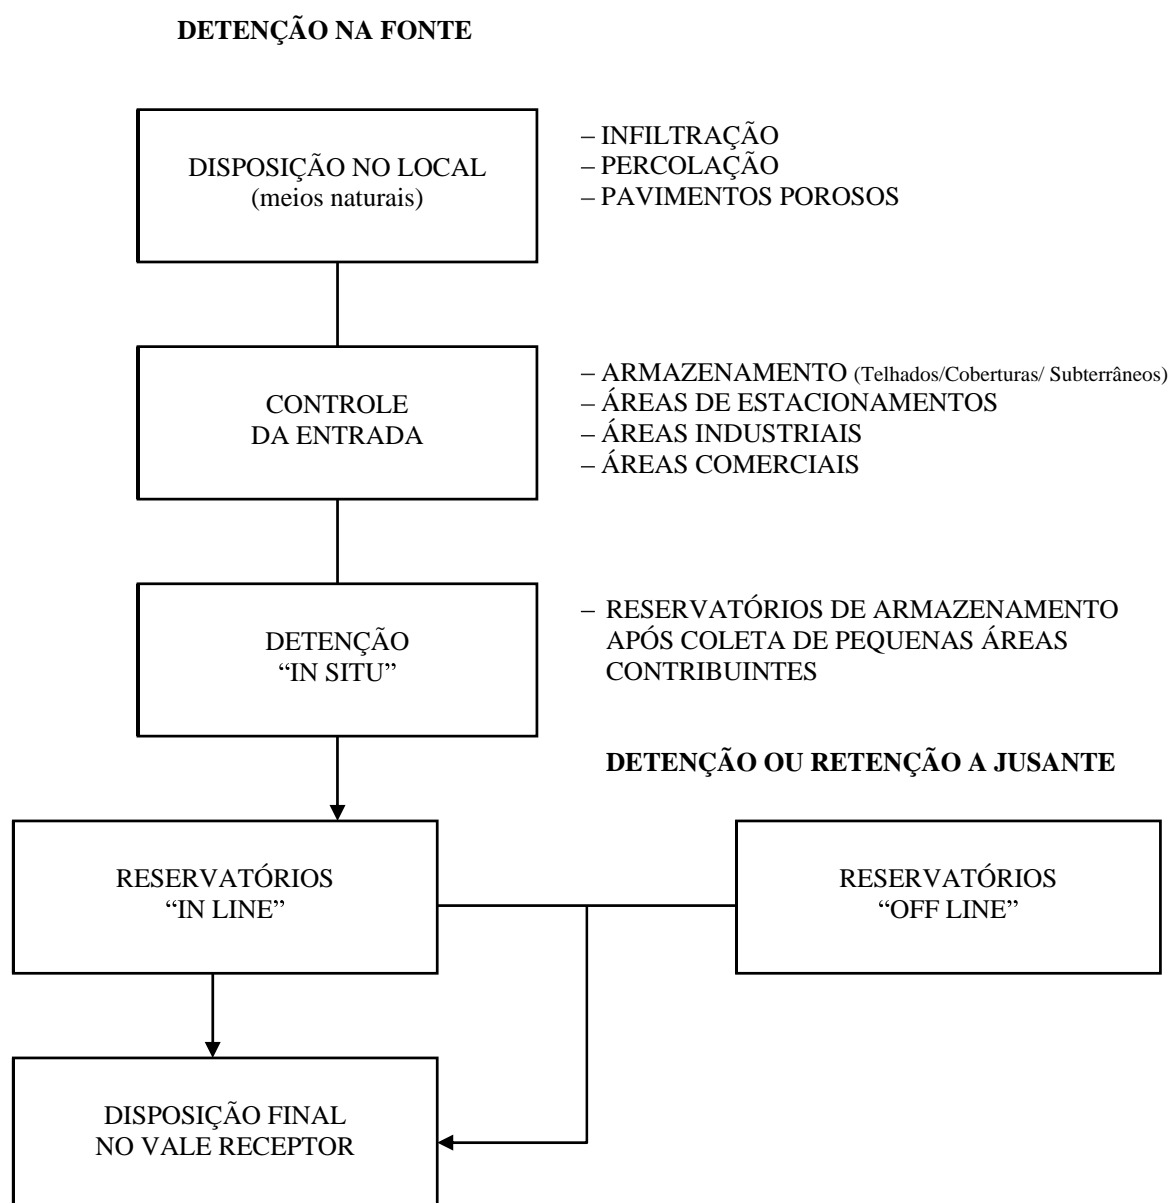 DETENÇÃO NA FONTE
DISPOSIÇÃO NO LOCAL
(meios naturais)
– INFILTRAÇÃO
– PERCOLAÇÃO
– PAVIMENTOS POROSOS
CONTROLE
DA ENTRADA
– ARMAZENAMENTO (Telhados/Coberturas/ Subterrâneos)
– ÁREAS DE ESTACIONAMENTOS
– ÁREAS INDUSTRIAIS
– ÁREAS COMERCIAIS
DETENÇÃO
“IN SITU”
– RESERVATÓRIOS DE ARMAZENAMENTO
APÓS COLETA DE PEQUENAS ÁREAS
CONTRIBUINTES
DETENÇÃO OU RETENÇÃO A JUSANTE
RESERVATÓRIOS
“IN LINE”
RESERVATÓRIOS
“OFF LINE”
DISPOSIÇÃO FINAL
NO VALE RECEPTOR